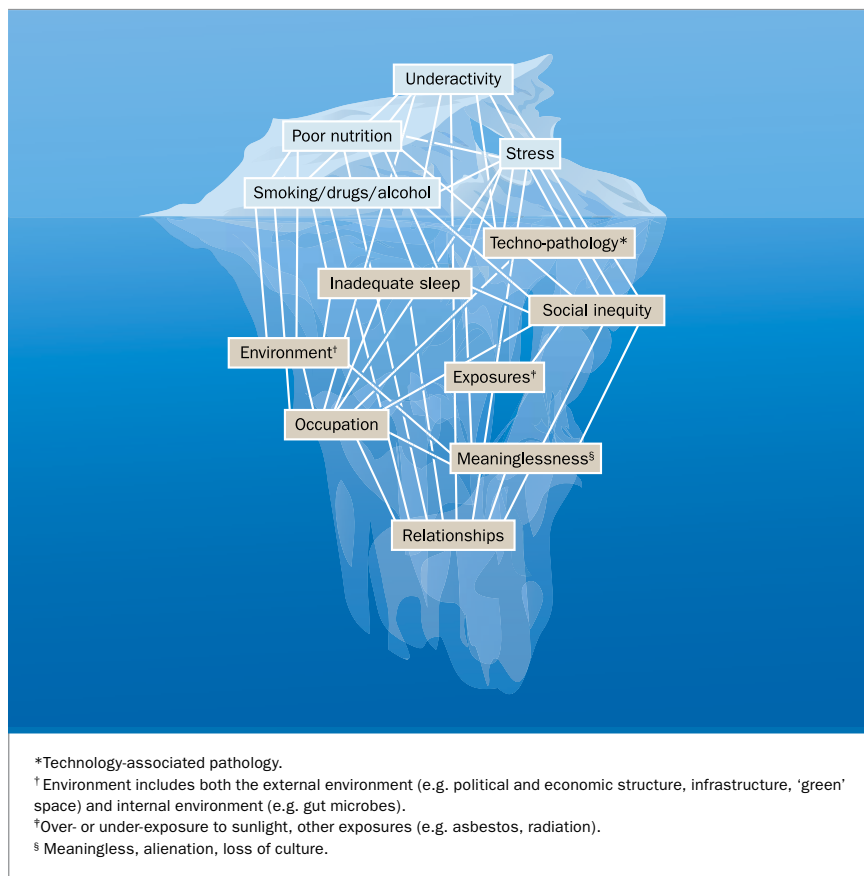 Underactivity
Poor nutrition
Stress
Smoking/drugs/alcohol
Techno-pathology*
Inadequate sleep
Social inequity
Environment†
Exposures‡
Occupation
Meaninglessness§
Relationships
*Technology-associated pathology.
†Environment includes both the external environment (e.g. political and economic structure, infrastructure, ‘green’
space) and internal environment (e.g. gut microbes).
‡Over- or under-exposure to sunlight, other exposures (e.g. asbestos, radiation).
§ Meaningless, alienation, loss of culture.